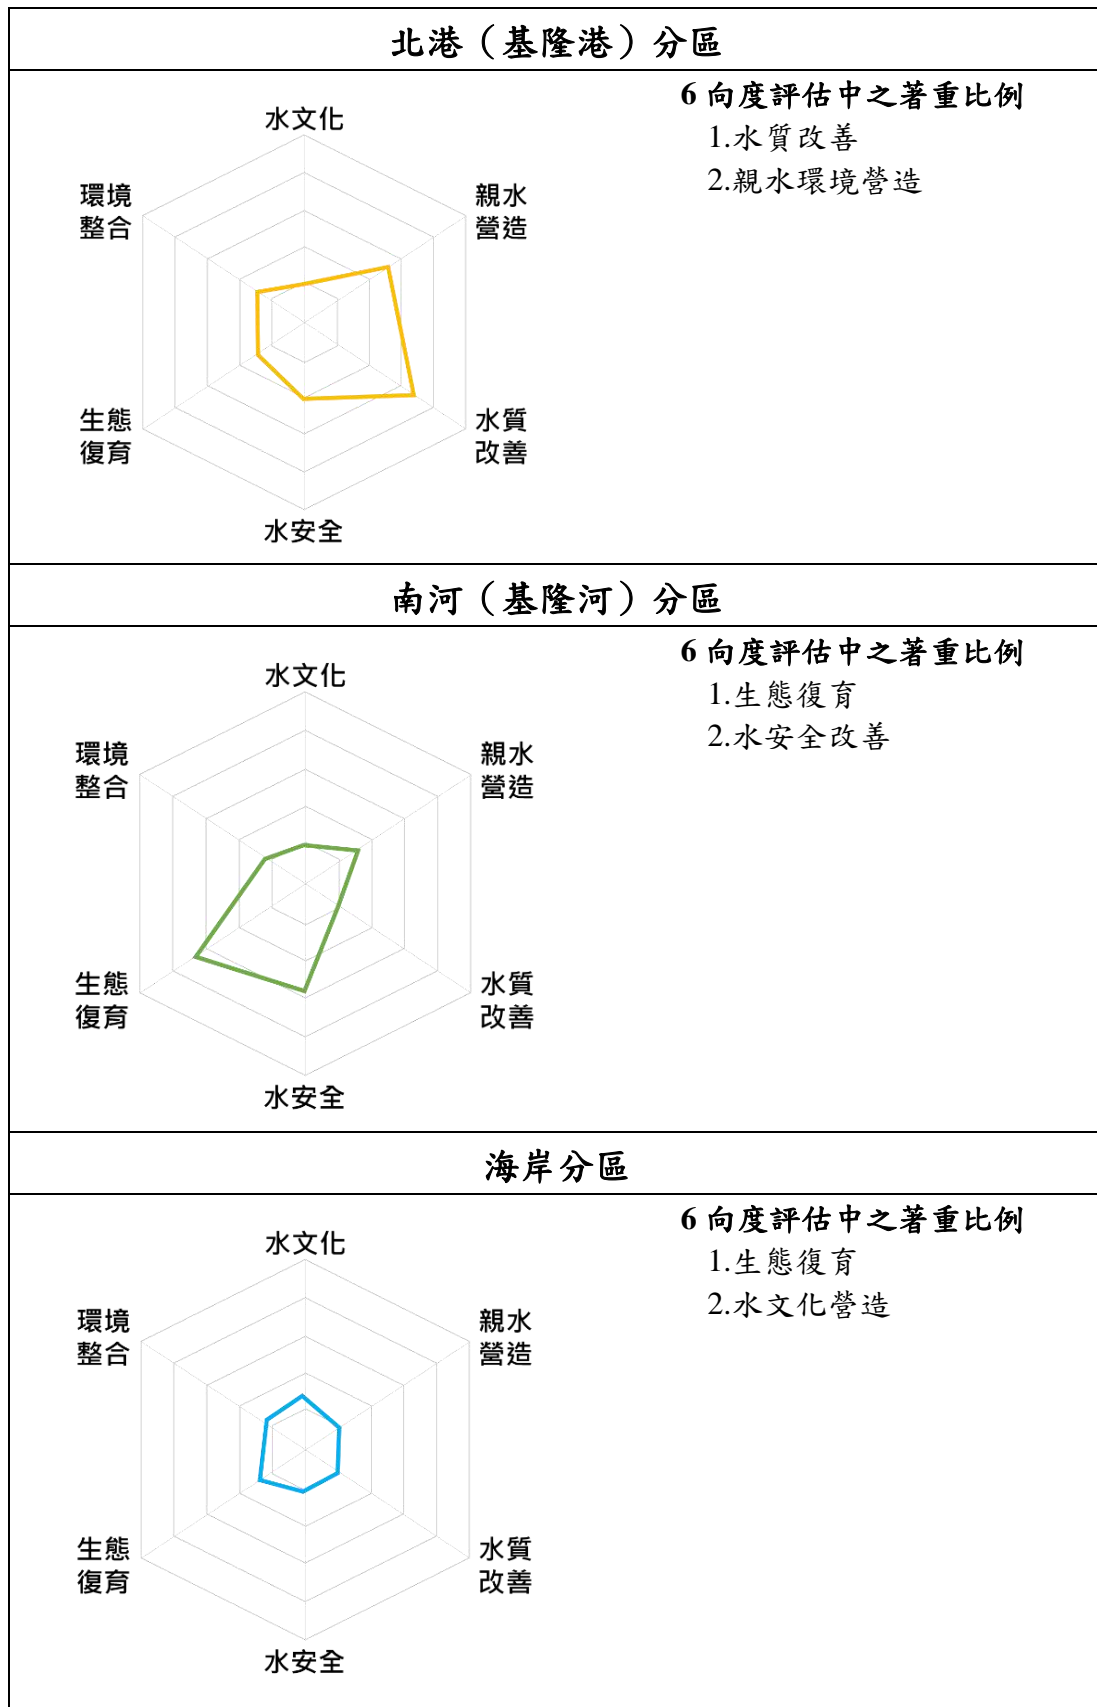 北港（基隆港）分區
6 向度評估中之著重比例
1.水質改善
2.親水環境營造
水文化
環境
整合
親水
營造
生態
復育
水質
改善
水安全
南河（基隆河）分區
6 向度評估中之著重比例
1.生態復育
2.水安全改善
水文化
環境
整合
親水
營造
生態
復育
水質
改善
水安全
海岸分區
6 向度評估中之著重比例
1.生態復育
2.水文化營造
水文化
環境
整合
親水
營造
生態
復育
水質
改善
水安全